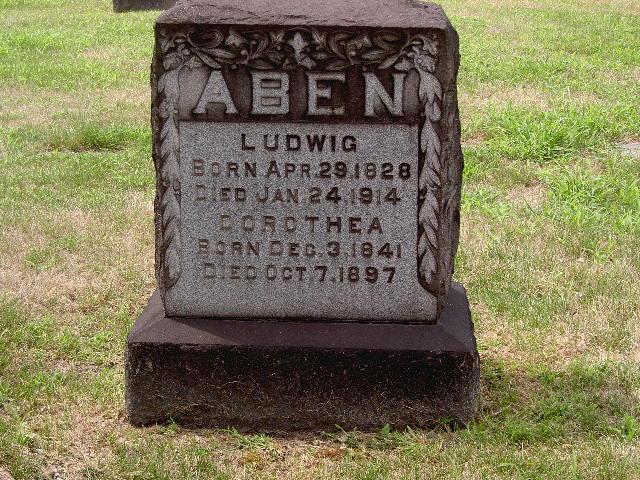 ABEN
LUDWIG
BORN APR. 29. 1828
DIED JAN. 24. 1914
DOROTHEA
BORN DEC. 3. 1841
DIED OCT 7. 1897